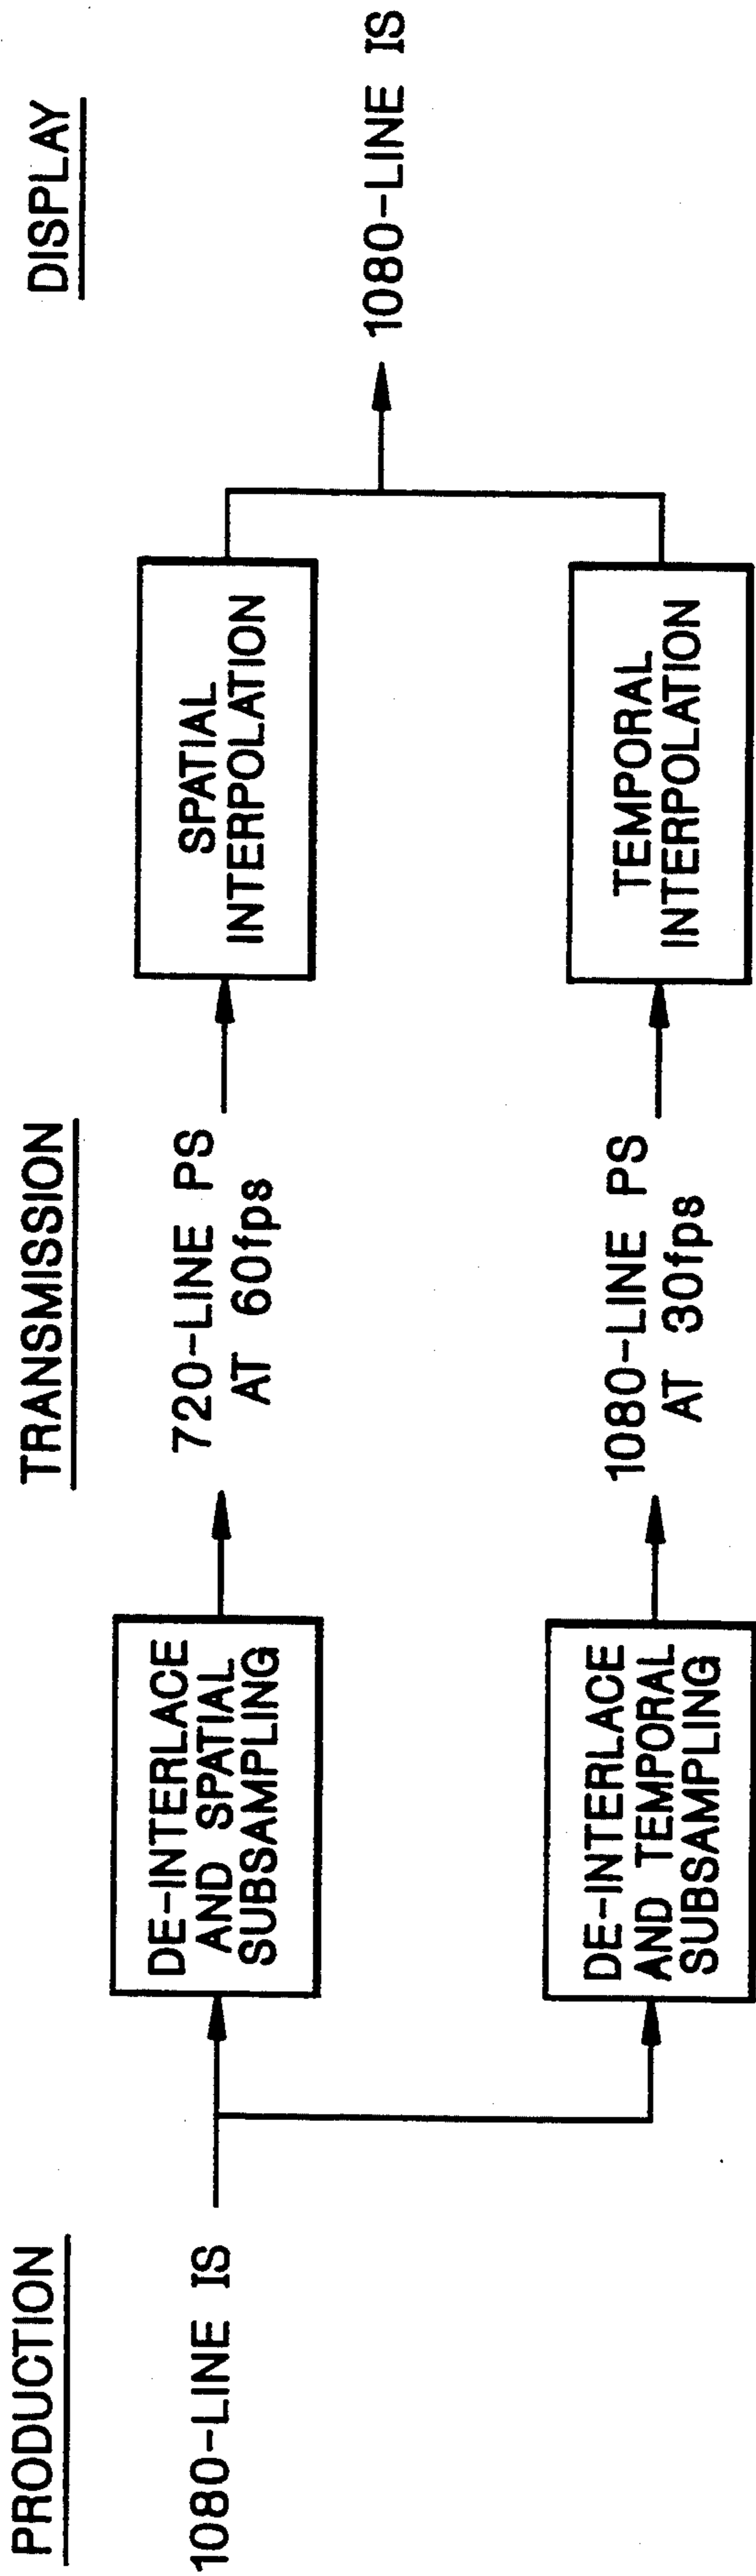 PRODUCTION
TRANSMISSION
DISPLAY
1080-LINE IS
DE-INTERLACE
AND SPATIAL
SUBSAMPLING
720-LINE PS
AT 60fps
SPATIAL
INTERPOLATION
1080-LINE IS
DE-INTERLACE
AND TEMPORAL
SUBSAMPLING
1080-LINE PS
AT 30fps
TEMPORAL
INTERPOLATION